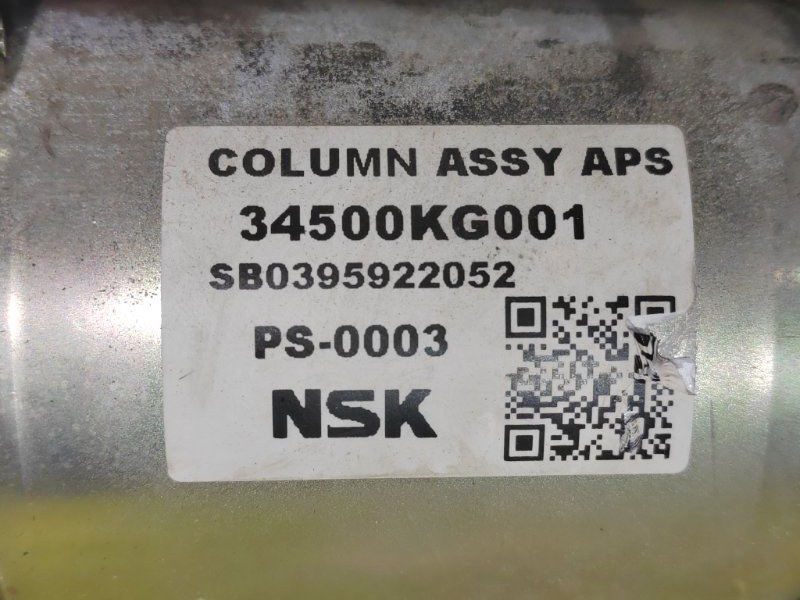 COLUMN ASSY APS
34500KG001
SB0395922052
PS-0003
NSK